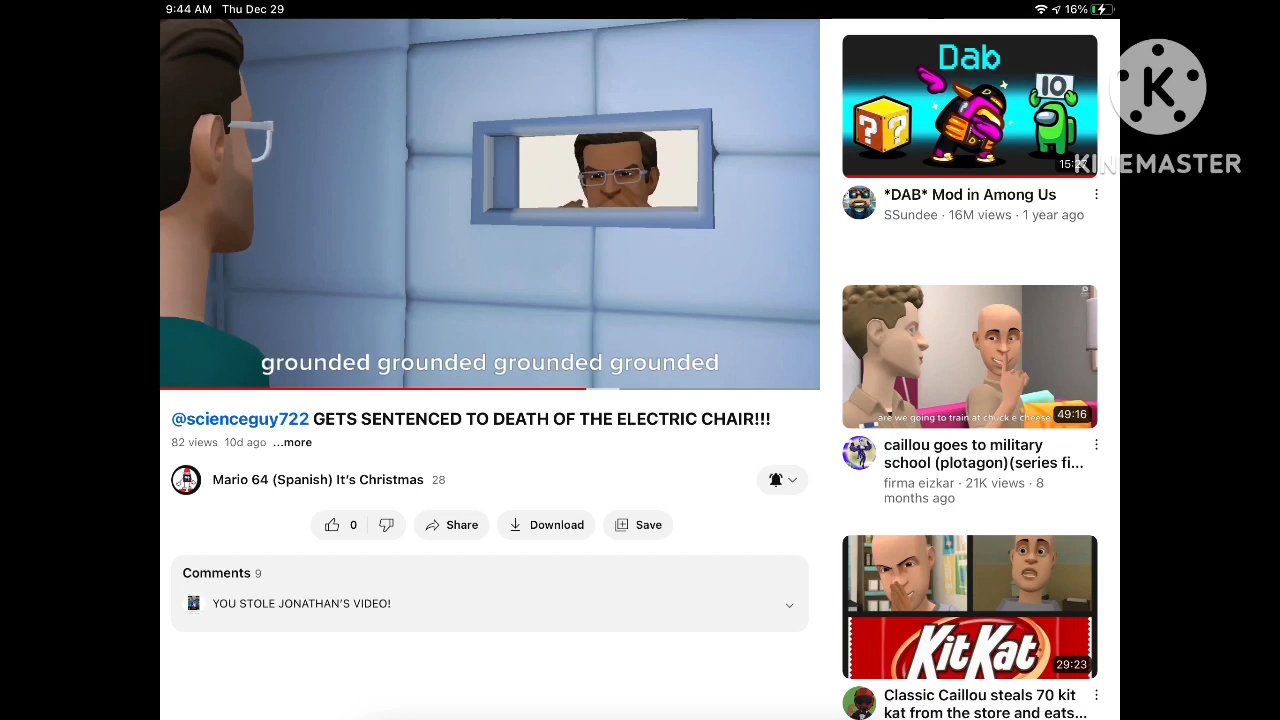 9:44 AM Thu Dec 29
16%
grounded grounded grounded grounded
@scienceguy722 GETS SENTENCED TO DEATH OF THE ELECTRIC CHAIR!!!
82 views 10d ago ...more
Mario 64 (Spanish) It’s Christmas 28
0 Share Download Save
Comments 9
YOU STOLE JONATHAN’S VIDEO!
Dab
10
? ?
15:27
*DAB* Mod in Among Us
SSundee · 16M views · 1 year ago
K
KINEMASTER
are we going to train at chuck e cheese
49:16
caillou goes to military
school (plotagon)(series fi...
firma eizkar · 21K views · 8
months ago
KitKat
29:23
Classic Caillou steals 70 kit
kat from the store and eats...